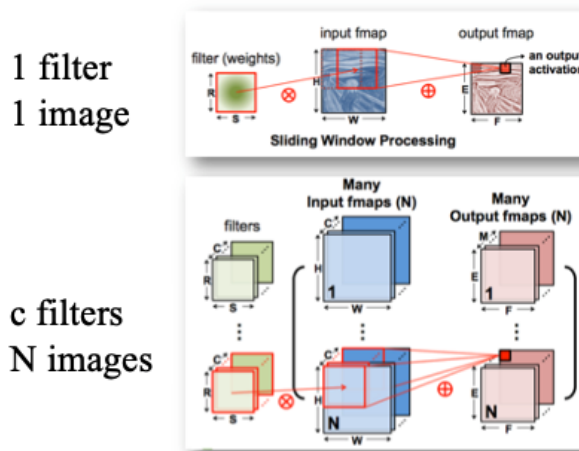 1 filter
1 image
filter (weights)
input fmap
output fmap
an output
activation
R
S
H
W
E
F
Sliding Window Processing
c filters
N images
filters
Many
Input fmaps (N)
Many
Output fmaps (N)
C
R
S
C
H
1
W
M
E
1
F
C
R
S
C
H
N
W
E
N
F